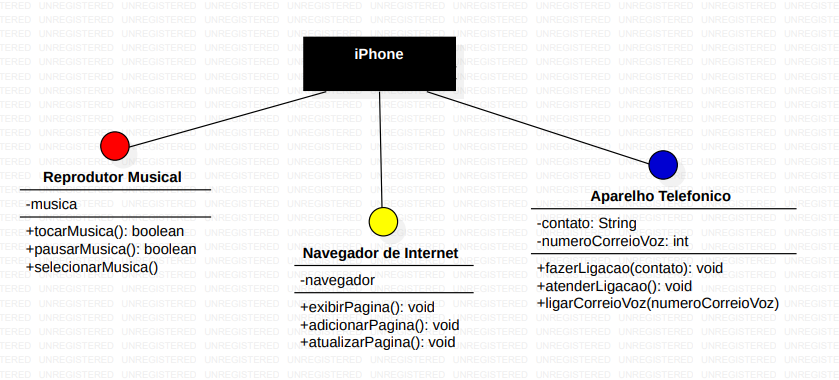 iPhone
Reprodutor Musical
-musica
+tocarMusica(): boolean
+pausarMusica(): boolean
+selecionarMusica()
Navegador de Internet
-navegador
+exibirPagina(): void
+adicionarPagina(): void
+atualizarPagina(): void
Aparelho Telefonico
-contato: String
-numeroCorreioVoz: int
+fazerLigacao(contato): void
+atenderLigacao(): void
+ligarCorreioVoz(numeroCorreioVoz)
UNREGISTERED